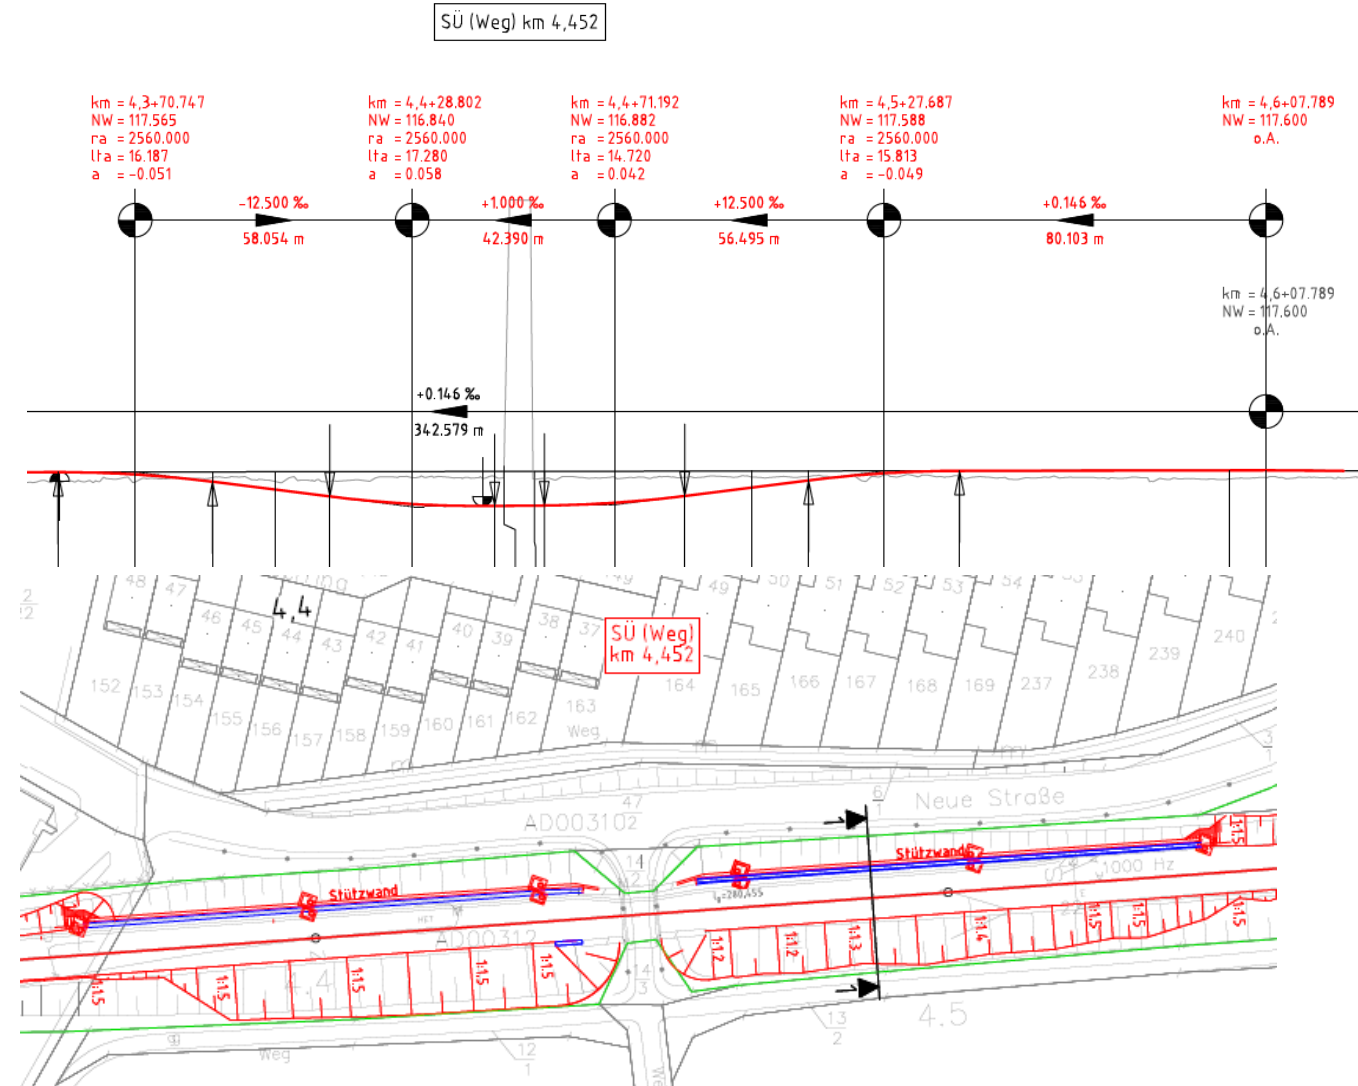 SÜ (Weg) km 4,452
km = 4,3+70.747
NW = 117.565
ra = 2560.000
lta = 16.187
a = -0.051
km = 4,4+28.802
NW = 116.840
ra = 2560.000
lta = 17.280
a = 0.058
km = 4,4+71.192
NW = 116.882
ra = 2560.000
lta = 14.720
a = 0.042
km = 4,5+27.687
NW = 117.588
ra = 2560.000
lta = 15.813
a = -0.049
km = 4,6+07.789
NW = 117.600
o.A.
-12.500 ‰
58.054 m
+1.000 ‰
42.390 m
+12.500 ‰
56.495 m
+0.146 ‰
80.103 m
km = 4,6+07.789
NW = 117.600
o.A.
+0.146 ‰
342.579 m
48
47
46
45
44
43
42
41
40
39
38
37
49
50
51
52
53
54
4,4
SÜ (Weg)
km 4,452
152
153
154
155
156
157
158
159
160
161
162
163
Weg
164
165
166
167
168
169
237
238
239
240
6
1
Neue Straße
47
2
AD003102
14
12
Stützwand
Stützwand
1000 Hz
1:1.5
HET
AD00312
4.4
1:1.5
1:1.5
1:1.5
1:1.5
1:1.5
1:1.2
1:1.2
1:1.3
1:1.4
1:1.5
1:1.5
1:1.5
14
3
1
1
4.5
13
2
12
1
Weg